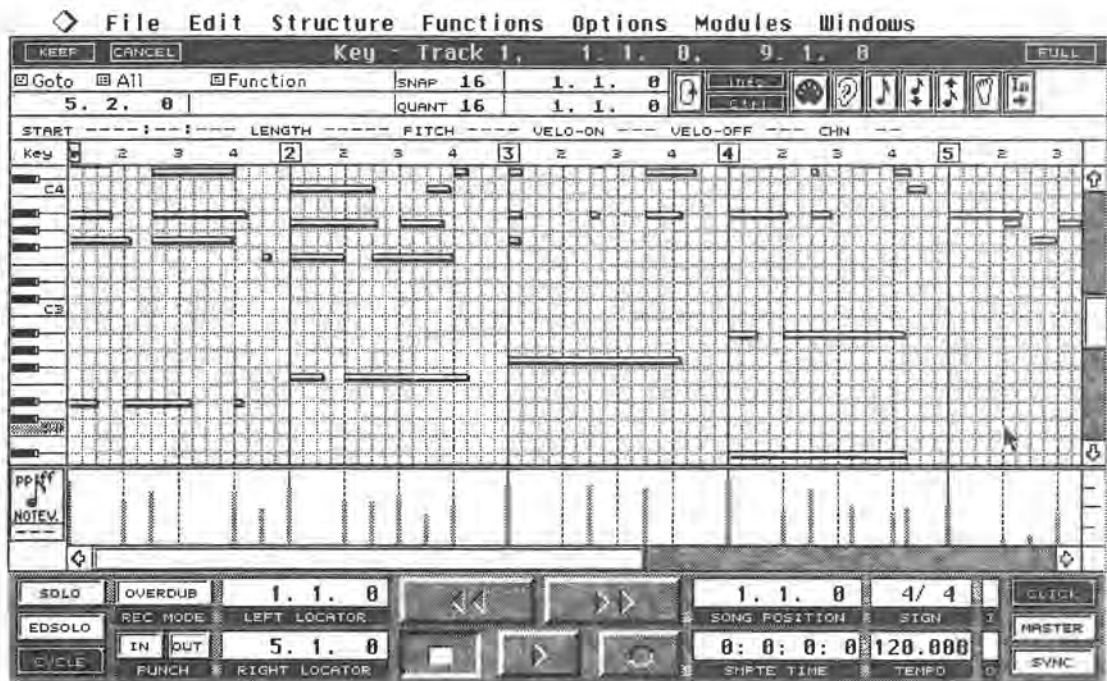 File Edit Structure Functions Options Modules Windows
KEEP CANCEL Key - Track 1, 1. 1. 0, 9. 1. 0 FULL
Goto All Function SNAP 16 1. 1. 0
5. 2. 0 QUANT 16 1. 1. 0
In
START -----:--:--- LENGTH ----- PITCH ---- VELO-ON --- VELO-OFF --- CHN --
Key 2 3 4 2 2 3 4 3 2 3 4 4 2 3 4 5 2 3
C4
C3
PP ff
NOTEV.
----
SOLO OVERDUB 1. 1. 0 1. 1. 0 4/ 4 CLICK
REC MODE LEFT LOCATOR SONG POSITION SIGN
EDSOLO MASTER
IN OUT 5. 1. 0 0: 0: 0: 0 120.000
CYCLE PUNCH RIGHT LOCATOR SMPTE TIME TEMPO SYNC